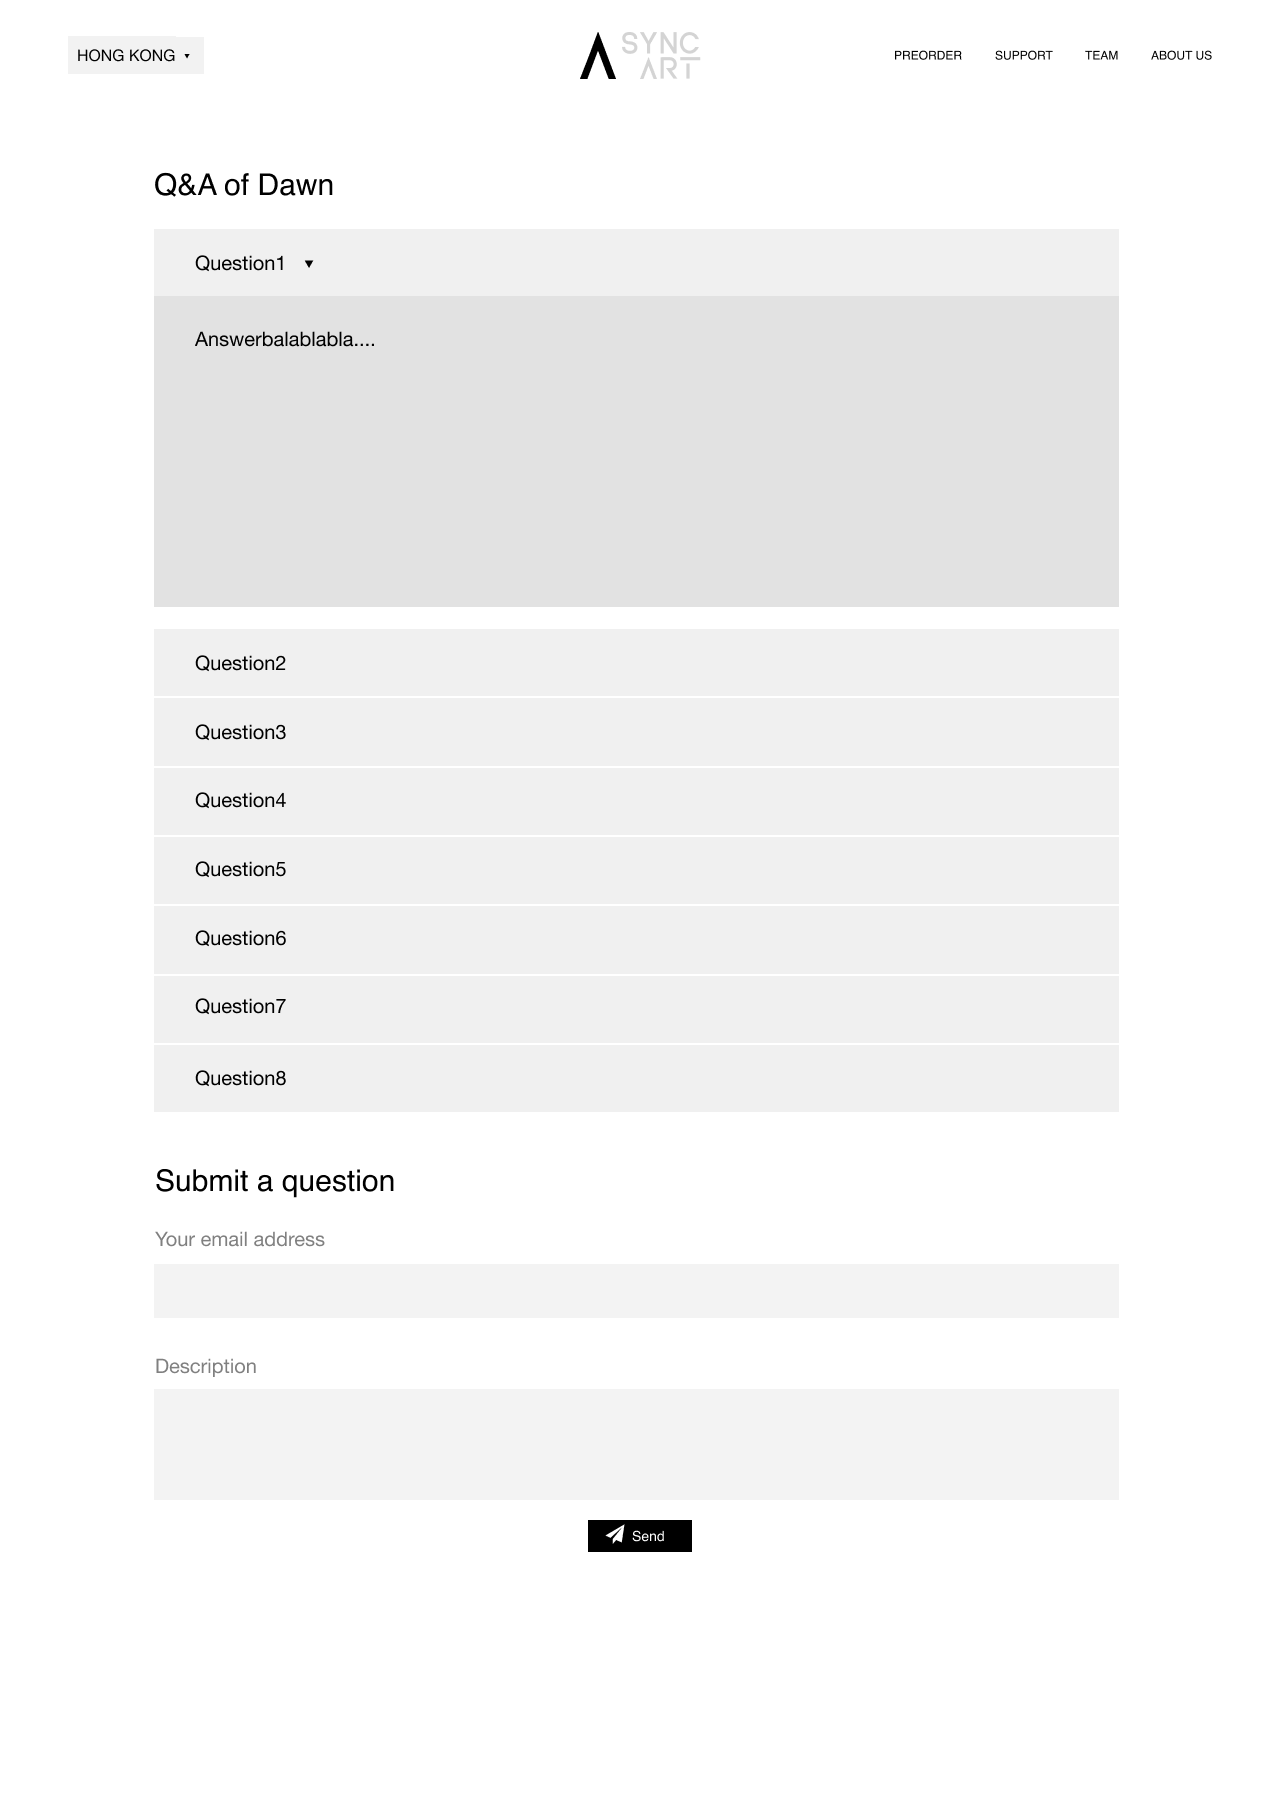 HONG KONG
ASYNC
ART
PREORDER SUPPORT TEAM ABOUT US
Q&A of Dawn
Question1
Answerbalablabla....
Question2
Question3
Question4
Question5
Question6
Question7
Question8
Submit a question
Your email address
Description
Send